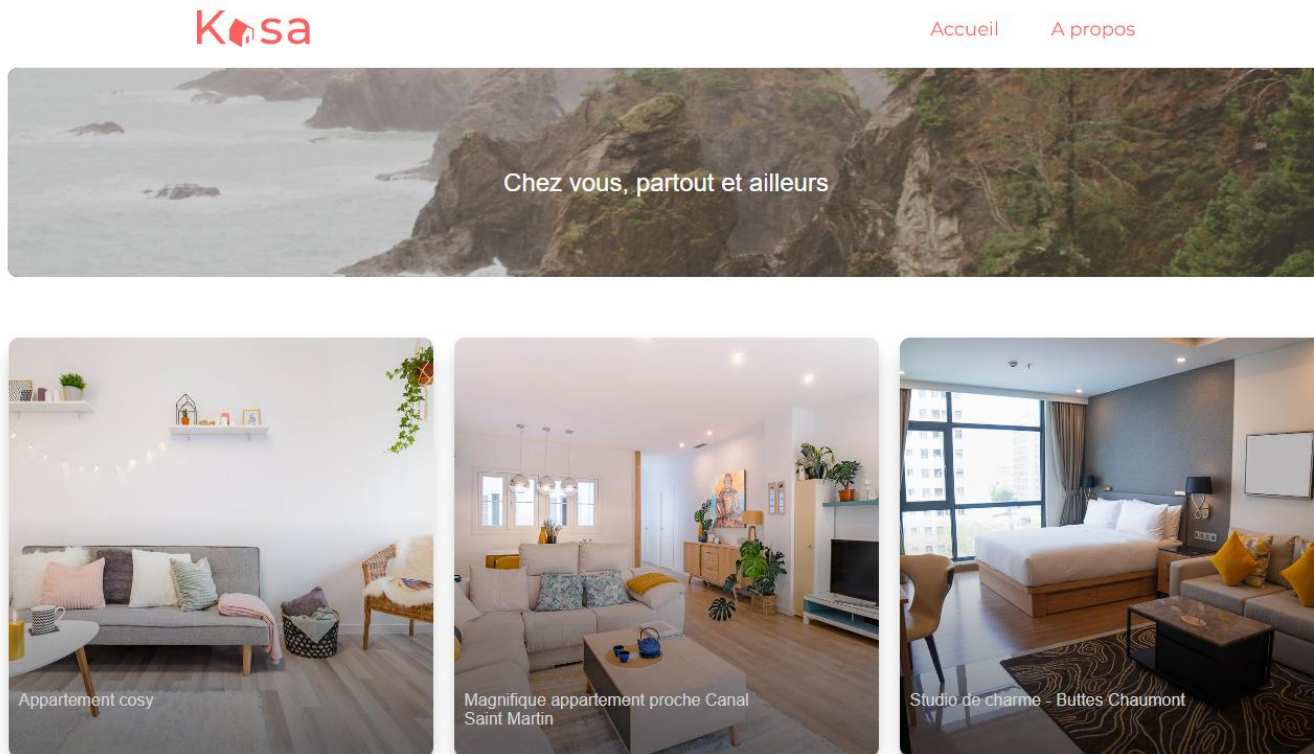 Kasa
Accueil
A propos
Chez vous, partout et ailleurs
Appartement cosy
Magnifique appartement proche Canal
Saint Martin
Studio de charme - Buttes Chaumont